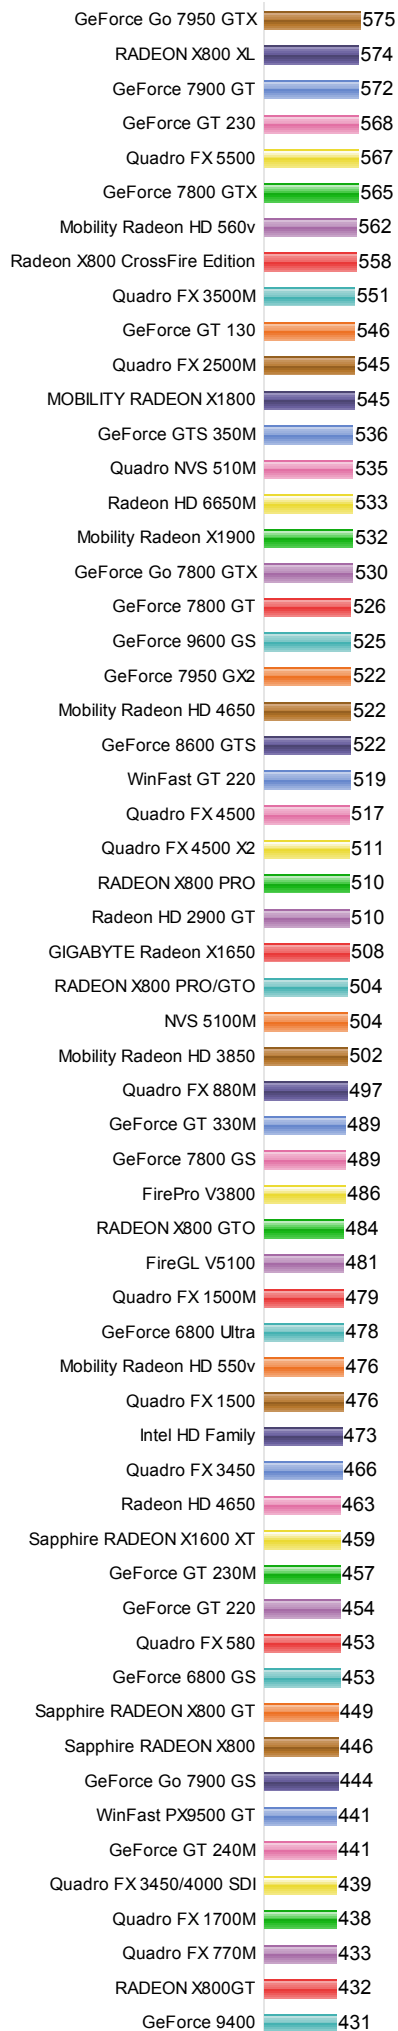 GeForce Go 7950 GTX 575
RADEON X800 XL 574
GeForce 7900 GT 572
GeForce GT 230 568
Quadro FX 5500 567
GeForce 7800 GTX 565
Mobility Radeon HD 560v 562
Radeon X800 CrossFire Edition 558
Quadro FX 3500M 551
GeForce GT 130 546
Quadro FX 2500M 545
MOBILITY RADEON X1800 545
GeForce GTS 350M 536
Quadro NVS 510M 535
Radeon HD 6650M 533
Mobility Radeon X1900 532
GeForce Go 7800 GTX 530
GeForce 7800 GT 526
GeForce 9600 GS 525
GeForce 7950 GX2 522
Mobility Radeon HD 4650 522
GeForce 8600 GTS 522
WinFast GT 220 519
Quadro FX 4500 517
Quadro FX 4500 X2 511
RADEON X800 PRO 510
Radeon HD 2900 GT 510
GIGABYTE Radeon X1650 508
RADEON X800 PRO/GTO 504
NVS 5100M 504
Mobility Radeon HD 3850 502
Quadro FX 880M 497
GeForce GT 330M 489
GeForce 7800 GS 489
FirePro V3800 486
RADEON X800 GTO 484
FireGL V5100 481
Quadro FX 1500M 479
GeForce 6800 Ultra 478
Mobility Radeon HD 550v 476
Quadro FX 1500 476
Intel HD Family 473
Quadro FX 3450 466
Radeon HD 4650 463
Sapphire RADEON X1600 XT 459
GeForce GT 230M 457
GeForce GT 220 454
Quadro FX 580 453
GeForce 6800 GS 453
Sapphire RADEON X800 GT 449
Sapphire RADEON X800 446
GeForce Go 7900 GS 444
WinFast PX9500 GT 441
GeForce GT 240M 441
Quadro FX 3450/4000 SDI 439
Quadro FX 1700M 438
Quadro FX 770M 433
RADEON X800GT 432
GeForce 9400 431